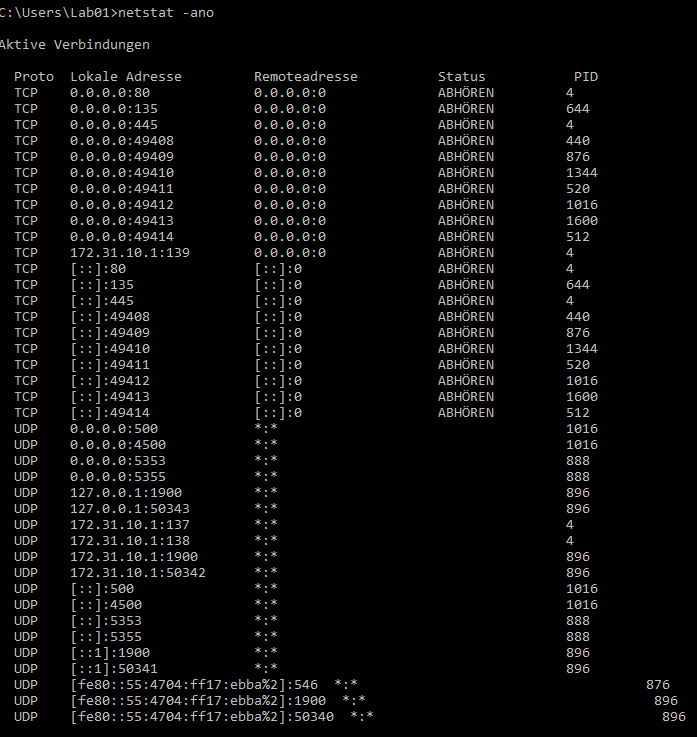 C:\Users\Lab01>netstat -ano
Aktive Verbindungen
Proto Lokale Adresse Remoteadresse Status PID
TCP 0.0.0.0:80 0.0.0.0:0 ABHÖREN 4
TCP 0.0.0.0:135 0.0.0.0:0 ABHÖREN 644
TCP 0.0.0.0:445 0.0.0.0:0 ABHÖREN 4
TCP 0.0.0.0:49408 0.0.0.0:0 ABHÖREN 440
TCP 0.0.0.0:49409 0.0.0.0:0 ABHÖREN 876
TCP 0.0.0.0:49410 0.0.0.0:0 ABHÖREN 1344
TCP 0.0.0.0:49411 0.0.0.0:0 ABHÖREN 520
TCP 0.0.0.0:49412 0.0.0.0:0 ABHÖREN 1016
TCP 0.0.0.0:49413 0.0.0.0:0 ABHÖREN 1600
TCP 0.0.0.0:49414 0.0.0.0:0 ABHÖREN 512
TCP 172.31.10.1:139 0.0.0.0:0 ABHÖREN 4
TCP [::]:80 [::]:0 ABHÖREN 4
TCP [::]:135 [::]:0 ABHÖREN 644
TCP [::]:445 [::]:0 ABHÖREN 4
TCP [::]:49408 [::]:0 ABHÖREN 440
TCP [::]:49409 [::]:0 ABHÖREN 876
TCP [::]:49410 [::]:0 ABHÖREN 1344
TCP [::]:49411 [::]:0 ABHÖREN 520
TCP [::]:49412 [::]:0 ABHÖREN 1016
TCP [::]:49413 [::]:0 ABHÖREN 1600
TCP [::]:49414 [::]:0 ABHÖREN 512
UDP 0.0.0.0:500 *:* 1016
UDP 0.0.0.0:4500 *:* 1016
UDP 0.0.0.0:5353 *:* 888
UDP 0.0.0.0:5355 *:* 888
UDP 127.0.0.1:1900 *:* 896
UDP 127.0.0.1:50343 *:* 896
UDP 172.31.10.1:137 *:* 4
UDP 172.31.10.1:138 *:* 4
UDP 172.31.10.1:1900 *:* 896
UDP 172.31.10.1:50342 *:* 896
UDP [::]:500 *:* 1016
UDP [::]:4500 *:* 1016
UDP [::]:5353 *:* 888
UDP [::]:5355 *:* 888
UDP [::1]:1900 *:* 896
UDP [::1]:50341 *:* 896
UDP [fe80::55:4704:ff17:ebba%2]:546 *:* 876
UDP [fe80::55:4704:ff17:ebba%2]:1900 *:* 896
UDP [fe80::55:4704:ff17:ebba%2]:50340 *:* 896